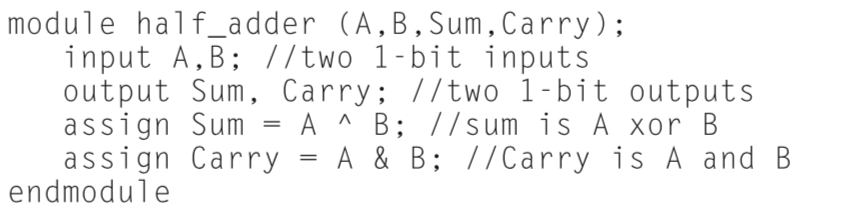 module half_adder (A,B,Sum,Carry);
input A,B; //two 1-bit inputs
output Sum, Carry; //two 1-bit outputs
assign Sum = A ^ B; //sum is A xor B
assign Carry = A & B; //Carry is A and B
endmodule